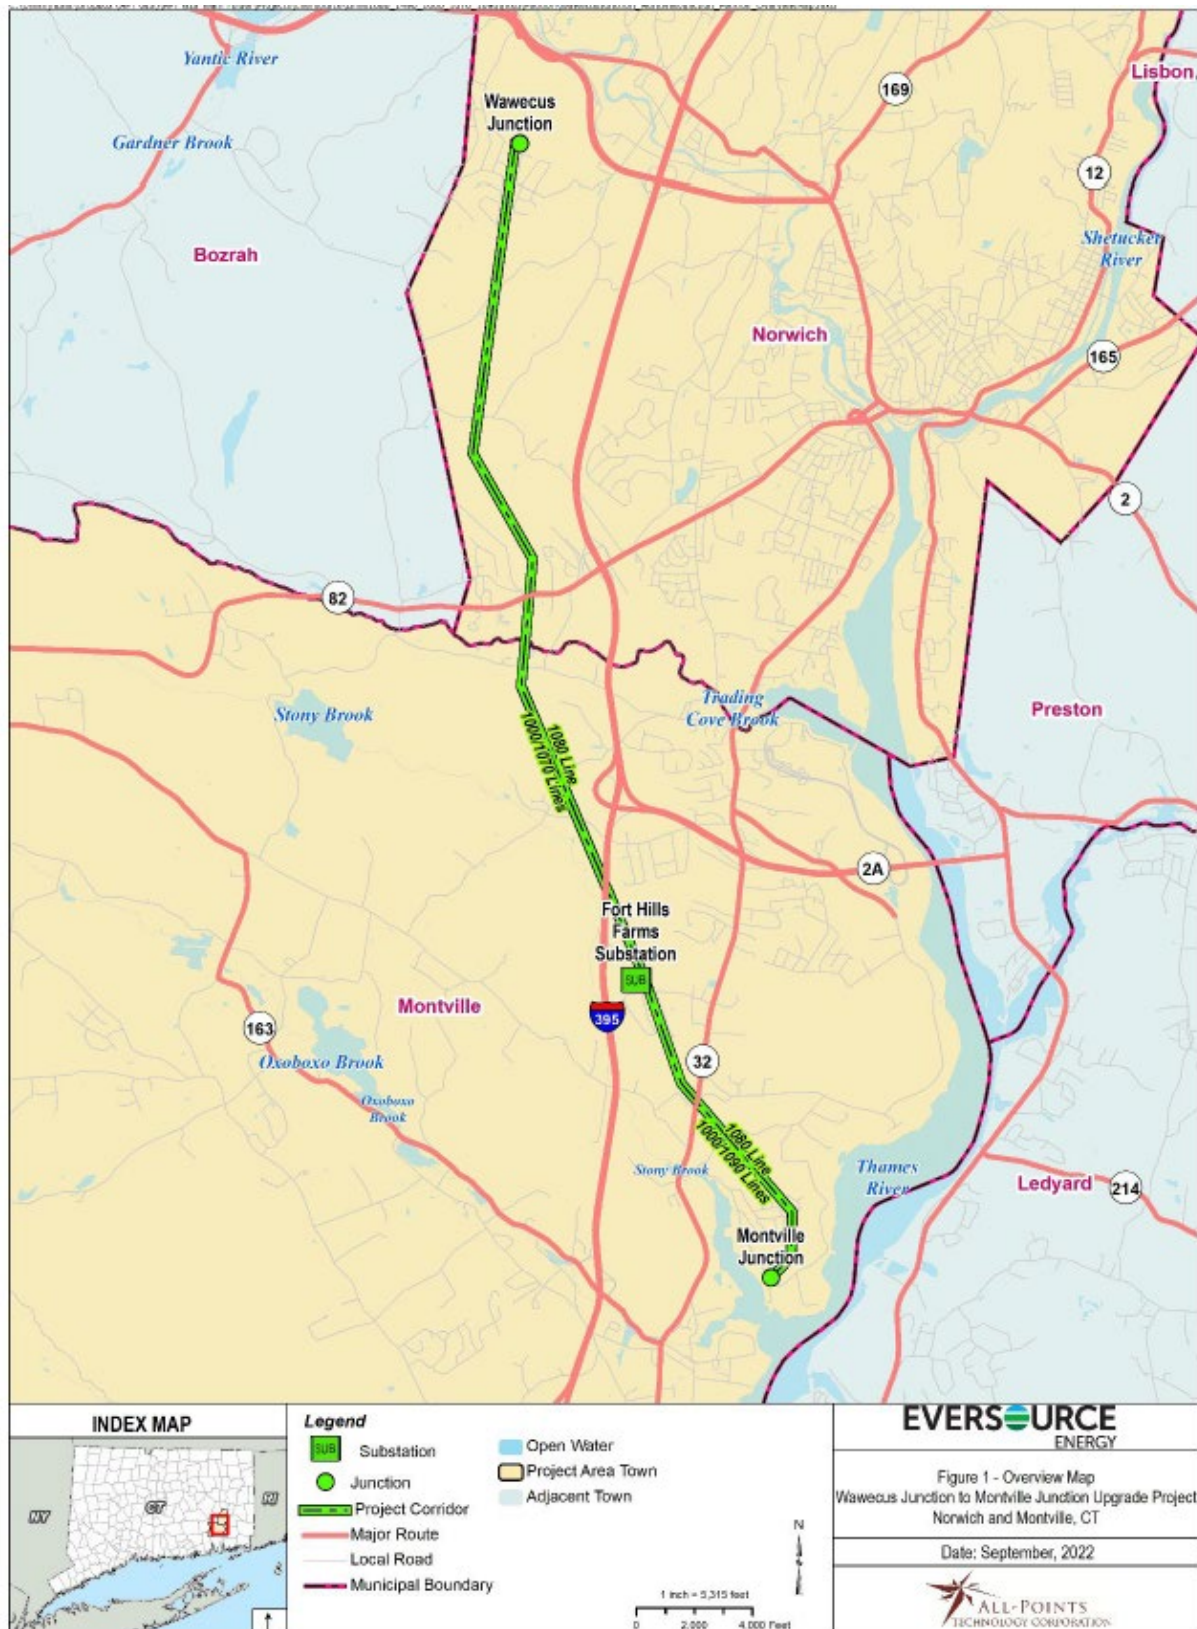 Yantic River
Lisbon
169
Wawecus
Junction
Gardner Brook
12
Shetucket
River
Bozrah
Norwich
165
2
82
Trading
Cove Brook
Preston
Stony Brook
1080 Line
1000/1070 Lines
2A
Fort Hills
Farms
Substation
SUB
Montville
395
163
Oxoboxo Brook
32
Oxoboxo
Brook
1080 Line
1000/1090 Lines
Stony Brook
Thames
River
Ledyard
214
Montville
Junction
INDEX MAP
NY
CT
RI
Legend
SUB Substation
Junction
Project Corridor
Major Route
Local Road
Municipal Boundary
Open Water
Project Area Town
Adjacent Town
N
1 inch = 5,315 feet
0 2,000 4,000 Feet
EVERSOURCE
ENERGY
Figure 1 - Overview Map
Wawecus Junction to Montville Junction Upgrade Project
Norwich and Montville, CT
Date: September, 2022
ALL-POINTS
TECHNOLOGY CORPORATION